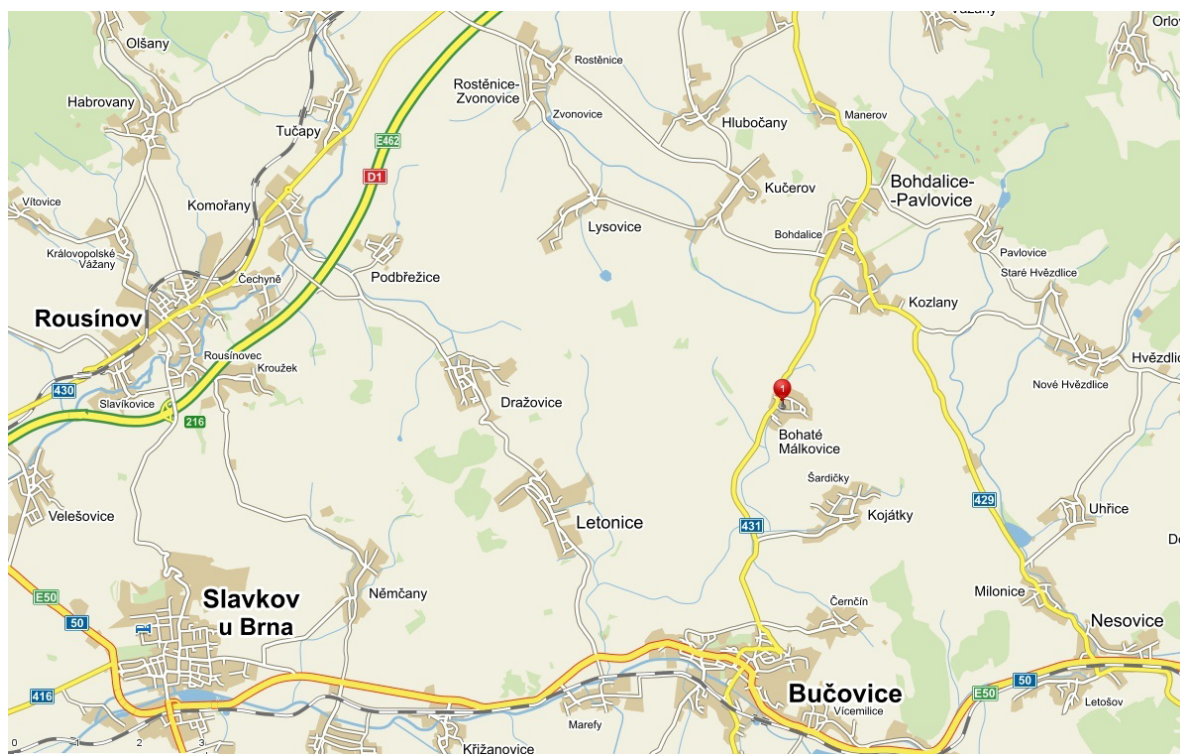 Olšany
Vážany
Orlov
Rostěnice
Rostěnice-
Zvonovice
Habrovany
Zvonovice
Manerov
Tučapy
Hlubočany
E462
D1
Kučerov
Bohdalice-
-Pavlovice
Vítovice
Komořany
Lysovice
Bohdalice
Královopolské
Vážany
Podbřežice
Pavlovice
Čechyně
Staré Hvězdlice
Kozlany
Rousínov
Rousínovec
Kroužek
Hvězdlice
Nové Hvězdlice
430
Slavíkovice
1
Dražovice
216
Bohaté
Málkovice
Šardičky
Velešovice
Letonice
431
Kojátky
429
Uhřice
Do
Němčany
Milonice
E50
50
Slavkov
u Brna
Černčín
Nesovice
416
Bučovice
E50
50
Letošov
Marefy
Vícemilice
0 1 2 3
Křižanovice